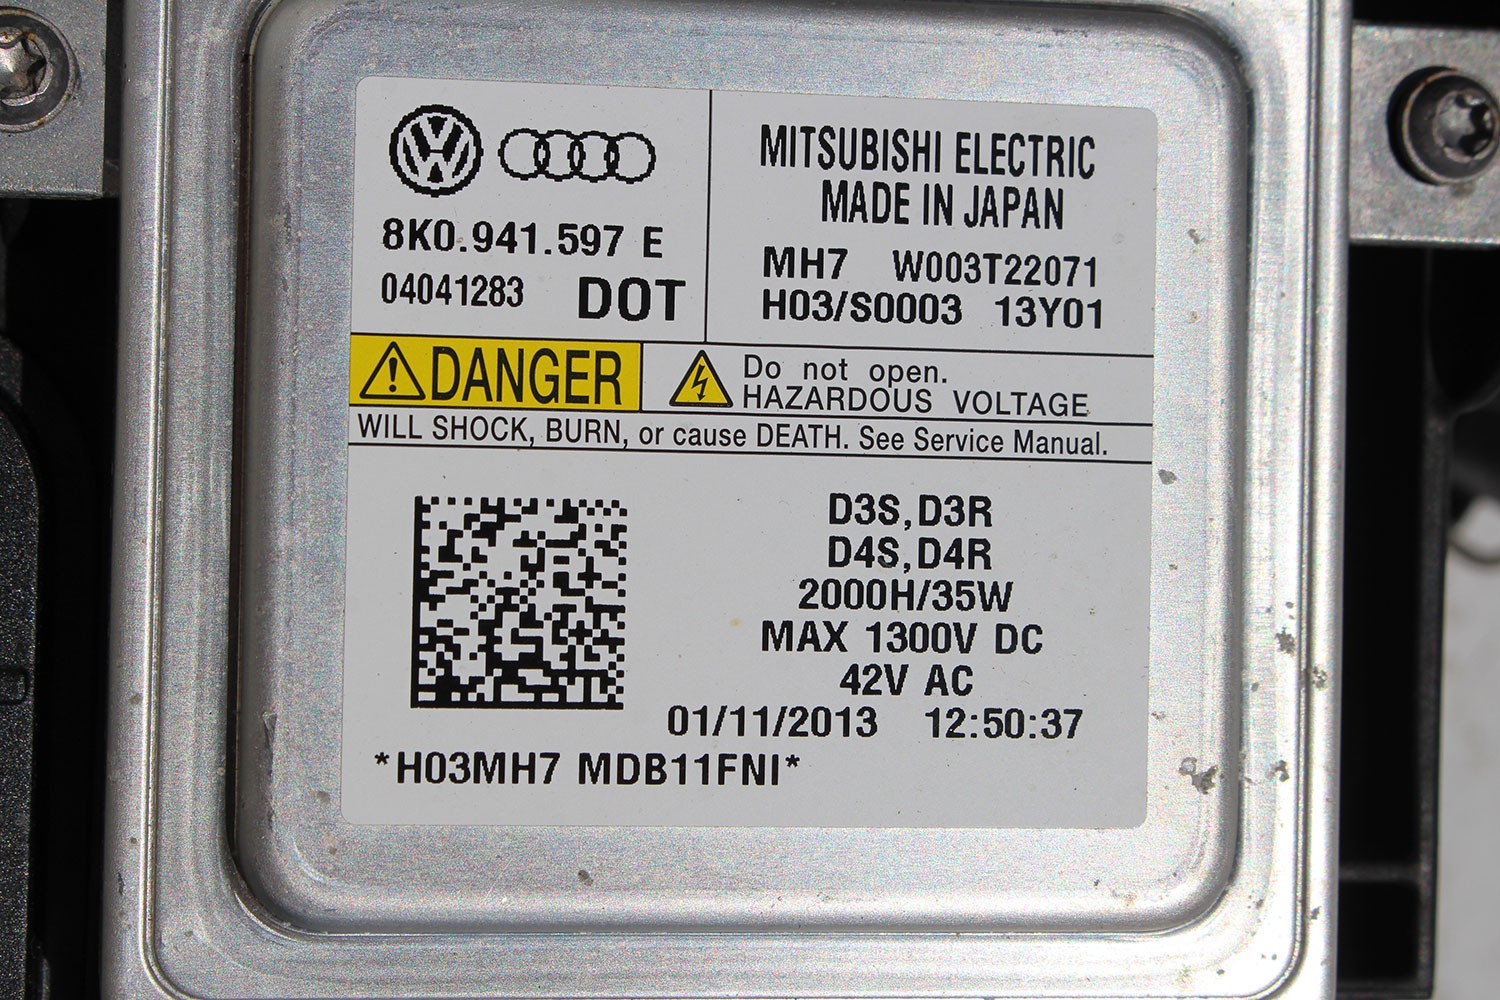 8K0.941.597 E
04041283 DOT
MITSUBISHI ELECTRIC
MADE IN JAPAN
MH7 W003T22071
H03/S0003 13Y01
DANGER
Do not open.
HAZARDOUS VOLTAGE
WILL SHOCK, BURN, or cause DEATH. See Service Manual.
D3S,D3R
D4S,D4R
2000H/35W
MAX 1300V DC
42V AC
01/11/2013 12:50:37
*H03MH7 MDB11FNI*